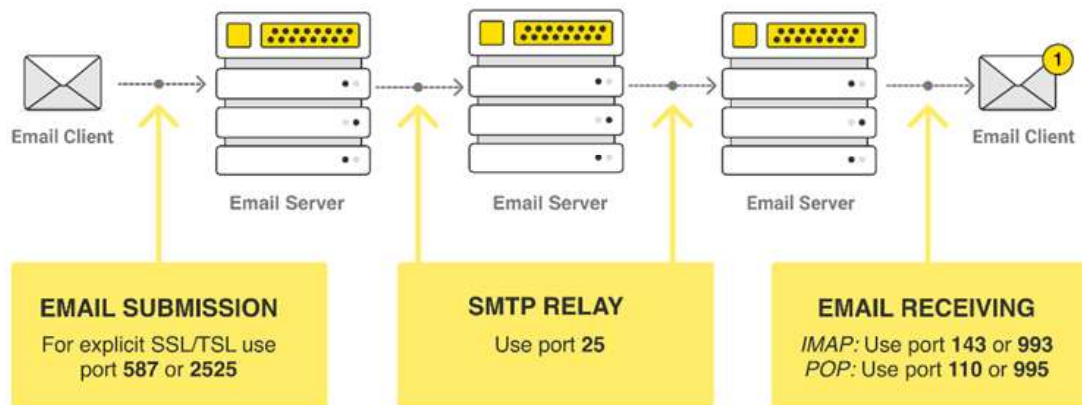 1
Email Client
Email Server
Email Server
Email Server
Email Client
EMAIL SUBMISSION
For explicit SSL/TSL use
port 587 or 2525
SMTP RELAY
Use port 25
EMAIL RECEIVING
IMAP: Use port 143 or 993
POP: Use port 110 or 995